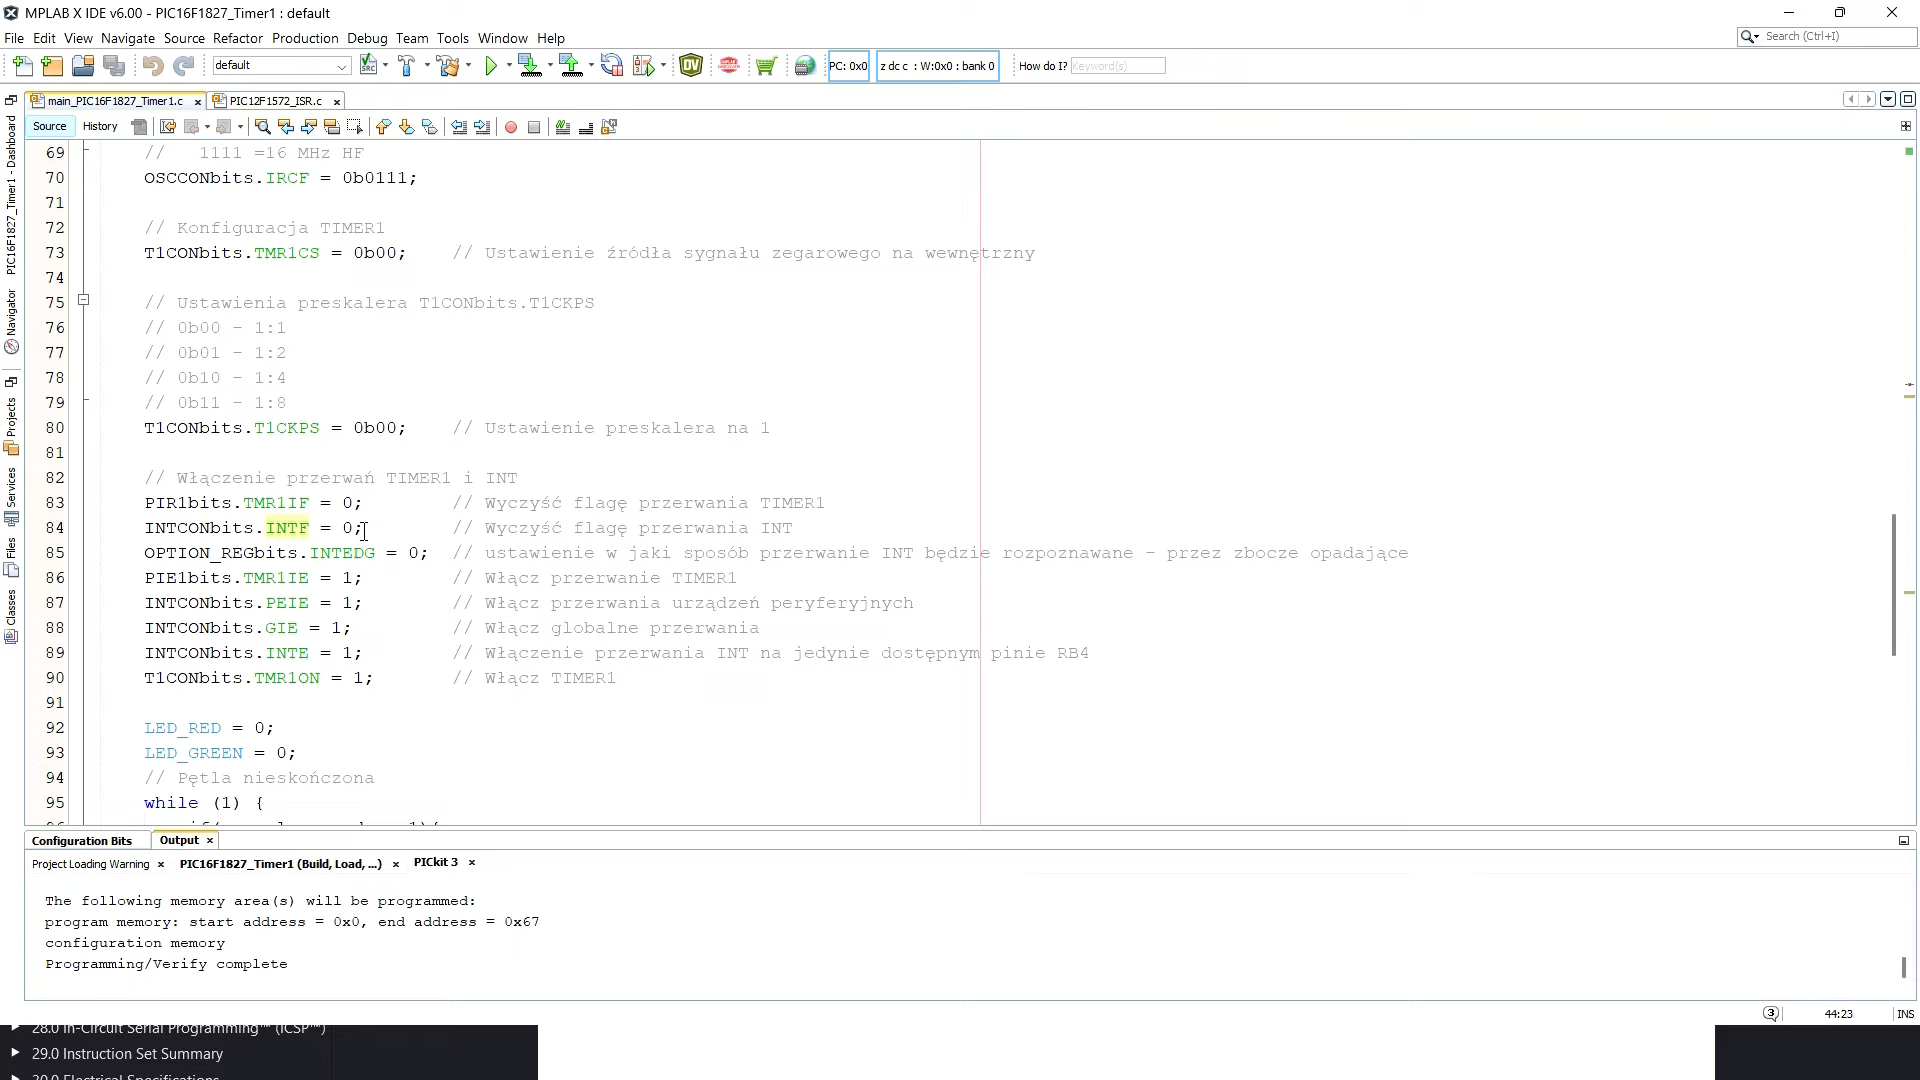 MPLAB X IDE v6.00 - PIC16F1827_Timer1 : default
File Edit View Navigate Source Refactor Production Debug Team Tools Window Help
Search (Ctrl+I)
default
SRC
DV
PC: 0x0
z dc c : W:0x0 : bank 0
How do I? Keyword(s)
main_PIC16F1827_Timer1.c × PIC12F1572_ISR.c ×
Source History
PIC16F1827_Timer1 - Dashboard
Navigator
Projects
Services
Files
Classes
69 // 1111 =16 MHz HF
70 OSCCONbits.IRCF = 0b0111;
71
72 // Konfiguracja TIMER1
73 T1CONbits.TMR1CS = 0b00; // Ustawienie źródła sygnału zegarowego na wewnętrzny
74
75 // Ustawienia preskalera T1CONbits.T1CKPS
76 // 0b00 - 1:1
77 // 0b01 - 1:2
78 // 0b10 - 1:4
79 // 0b11 - 1:8
80 T1CONbits.T1CKPS = 0b00; // Ustawienie preskalera na 1
81
82 // Włączenie przerwań TIMER1 i INT
83 PIR1bits.TMR1IF = 0; // Wyczyść flagę przerwania TIMER1
84 INTCONbits.INTF = 0; // Wyczyść flagę przerwania INT
85 OPTION_REGbits.INTEDG = 0; // ustawienie w jaki sposób przerwanie INT będzie rozpoznawane - przez zbocze opadające
86 PIE1bits.TMR1IE = 1; // Włącz przerwanie TIMER1
87 INTCONbits.PEIE = 1; // Włącz przerwania urządzeń peryferyjnych
88 INTCONbits.GIE = 1; // Włącz globalne przerwania
89 INTCONbits.INTE = 1; // Włączenie przerwania INT na jedynie dostępnym pinie RB4
90 T1CONbits.TMR1ON = 1; // Włącz TIMER1
91
92 LED_RED = 0;
93 LED_GREEN = 0;
94 // Pętla nieskończona
95 while (1) {
Configuration Bits Output ×
Project Loading Warning × PIC16F1827_Timer1 (Build, Load, ...) × PICkit 3 ×
The following memory area(s) will be programmed:
program memory: start address = 0x0, end address = 0x67
configuration memory
Programming/Verify complete
3 44:23 INS
28.0 In-Circuit Serial Programming™ (ICSP™)
29.0 Instruction Set Summary
30.0 Electrical Specifications